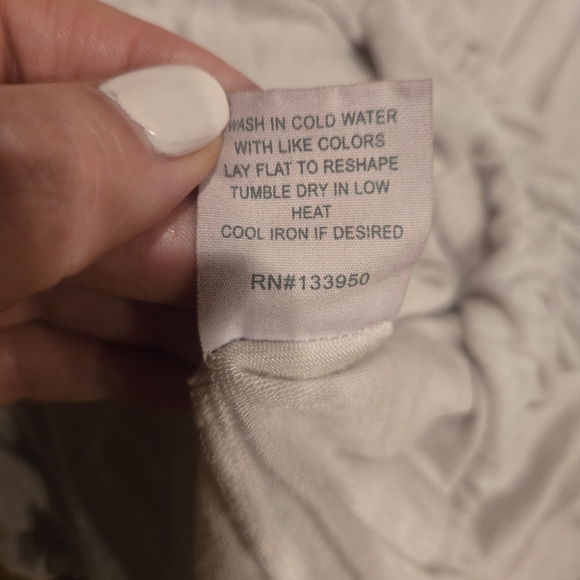 WASH IN COLD WATER
WITH LIKE COLORS
LAY FLAT TO RESHAPE
TUMBLE DRY IN LOW
HEAT
COOL IRON IF DESIRED
RN#133950